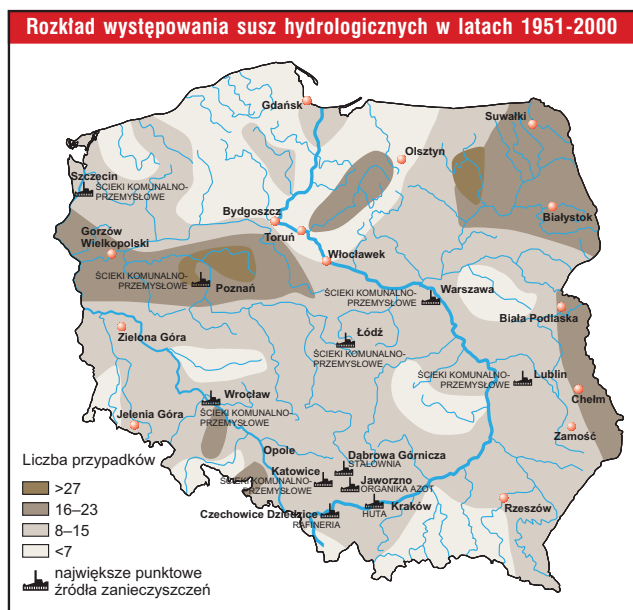 Rozkład występowania susz hydrologicznych w latach 1951-2000
Gdańsk
Suwałki
Olsztyn
Szczecin
ŚCIEKI KOMUNALNO-
PRZEMYSŁOWE
Białystok
Bydgoszcz
Toruń
Gorzów
Wielkopolski
Włocławek
ŚCIEKI KOMUNALNO-
PRZEMYSŁOWE
Poznań
Warszawa
ŚCIEKI KOMUNALNO-
PRZEMYSŁOWE
Biała Podlaska
Zielona Góra
Łódź
ŚCIEKI KOMUNALNO-
PRZEMYSŁOWE
Lublin
ŚCIEKI KOMUNALNO-
PRZEMYSŁOWE
Chełm
Wrocław
ŚCIEKI KOMUNALNO-
PRZEMYSŁOWE
Jelenia Góra
Zamość
Opole
Dąbrowa Górnicza
STALOWNIA
Katowice
ŚCIEKI KOMUNALNO-
PRZEMYSŁOWE
Jaworzno
ORGANIKA AZOT
Kraków
HUTA
Rzeszów
Czechowice Dziedzice
RAFINERIA
Liczba przypadków
>27
16–23
8–15
<7
największe punktowe
źródła zanieczyszczeń